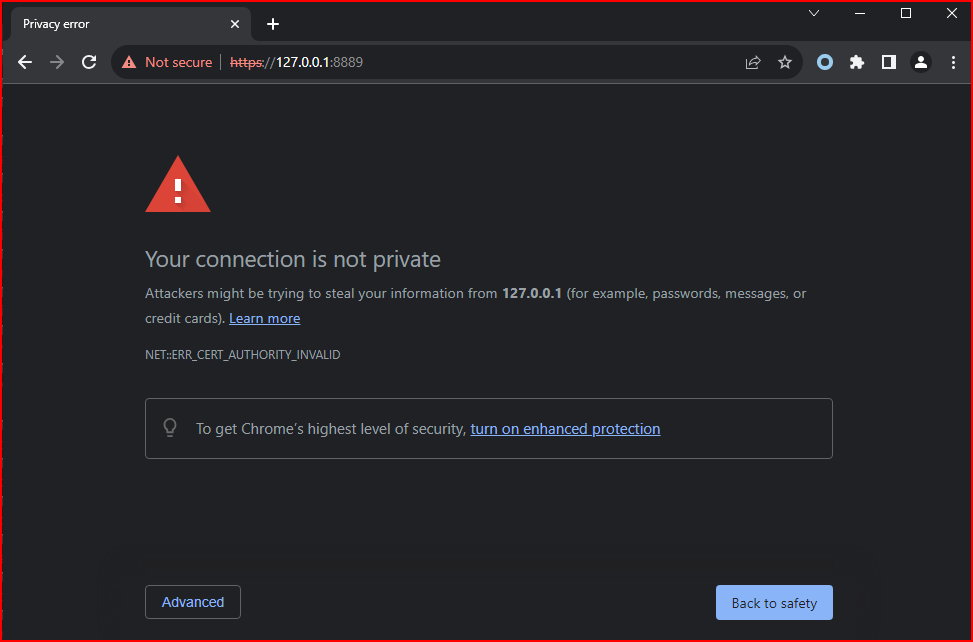 Privacy error
Not secure https://127.0.0.1:8889
Your connection is not private
Attackers might be trying to steal your information from 127.0.0.1 (for example, passwords, messages, or
credit cards). Learn more
NET::ERR_CERT_AUTHORITY_INVALID
To get Chrome's highest level of security, turn on enhanced protection
Advanced
Back to safety